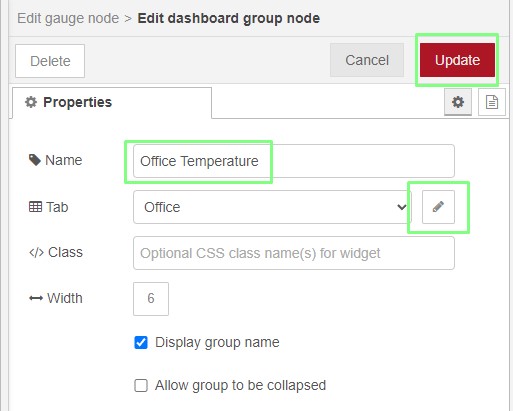 Edit gauge node > Edit dashboard group node
Delete
Cancel
Update
Properties
Name
Office Temperature
Tab
Office
</> Class
Optional CSS class name(s) for widget
Width
6
Display group name
Allow group to be collapsed